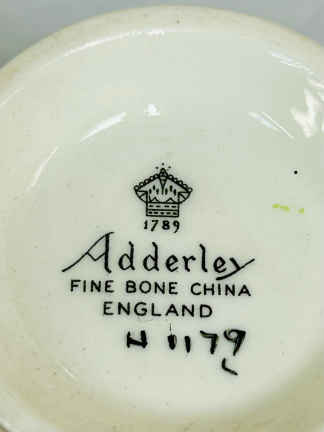 1789
Adderley
FINE BONE CHINA
ENGLAND
H 1179